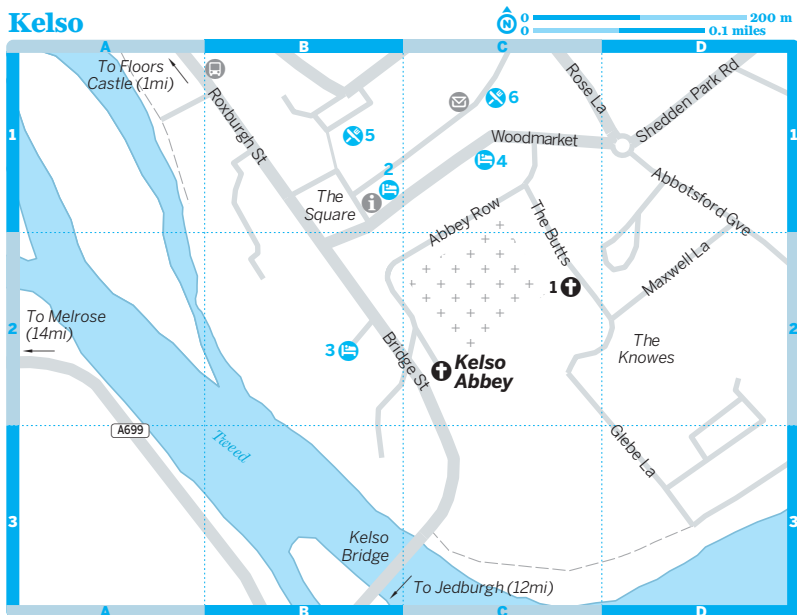 Kelso
N
0 200 m
0 0.1 miles
A B C D
To Floors
Castle (1mi)
Roxburgh St
Rose La
Shedden Park Rd
6
1 1
5
Woodmarket
2
4
i
The
Square
Abbotsford Gve
Abbey Row
The Butts
Maxwell La
1
To Melrose
(14mi)
2 2
The
Knowes
3
Bridge St
Kelso
Abbey
A699
Tweed
Glebe La
3 3
Kelso
Bridge
To Jedburgh (12mi)
A B C D